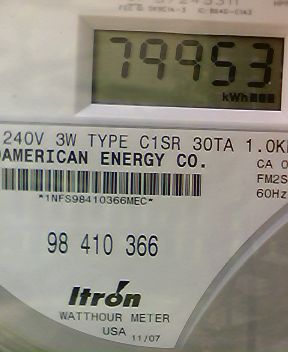 79953
kWh
240V 3W TYPE C1SR 30TA 1.0K
AMERICAN ENERGY CO.
CA 0
FM2S
60Hz
*1NFS98410366MEC*
98 410 366
Itron
WATTHOUR METER
USA 11/07